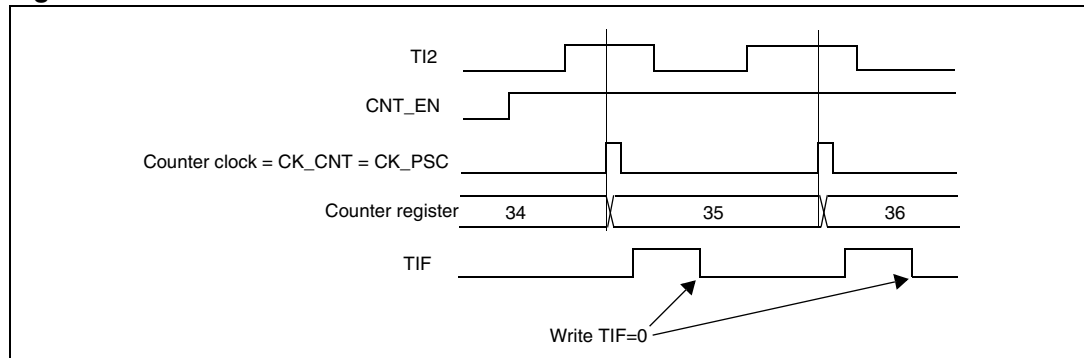 TI2
CNT_EN
Counter clock = CK_CNT = CK_PSC
Counter register 34 35 36
TIF
Write TIF=0